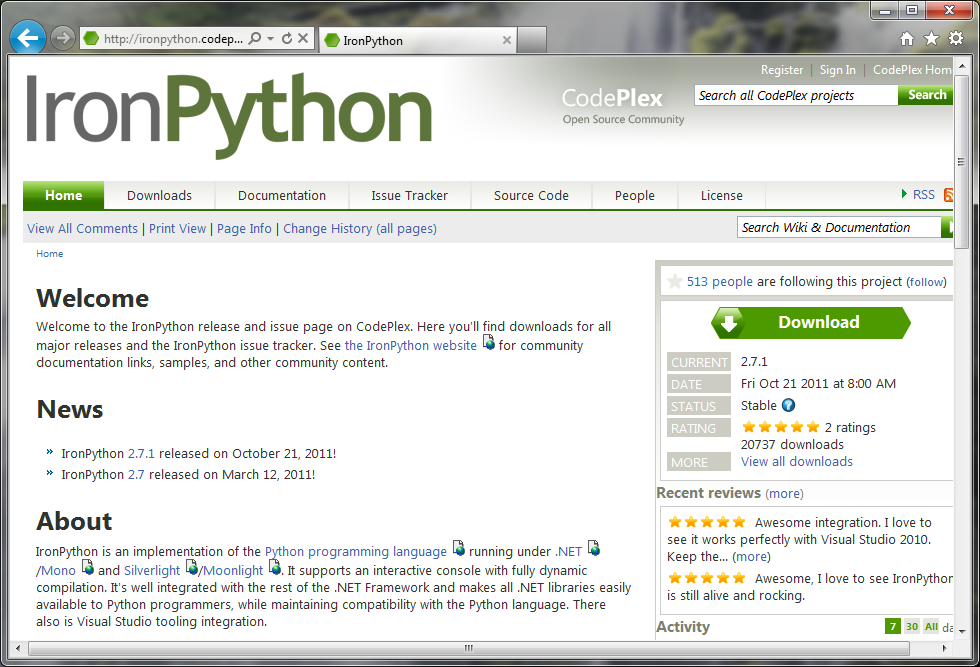 http://ironpython.codep...
IronPython
Register | Sign In | CodePlex Hom
IronPython
CodePlex
Open Source Community
Search all CodePlex projects
Search
Home
Downloads
Documentation
Issue Tracker
Source Code
People
License
RSS
View All Comments | Print View | Page Info | Change History (all pages)
Search Wiki & Documentation
Home
Welcome
Welcome to the IronPython release and issue page on CodePlex. Here you'll find downloads for all
major releases and the IronPython issue tracker. See the IronPython website for community
documentation links, samples, and other community content.
News
» IronPython 2.7.1 released on October 21, 2011!
» IronPython 2.7 released on March 12, 2011!
About
IronPython is an implementation of the Python programming language running under .NET
/Mono and Silverlight /Moonlight . It supports an interactive console with fully dynamic
compilation. It's well integrated with the rest of the .NET Framework and makes all .NET libraries easily
available to Python programmers, while maintaining compatibility with the Python language. There
also is Visual Studio tooling integration.
513 people are following this project (follow)
Download
CURRENT 2.7.1
DATE Fri Oct 21 2011 at 8:00 AM
STATUS Stable ?
RATING 2 ratings
20737 downloads
MORE View all downloads
Recent reviews (more)
Awesome integration. I love to
see it works perfectly with Visual Studio 2010.
Keep the... (more)
Awesome, I love to see IronPython
is still alive and rocking.
Activity
7 30 All da